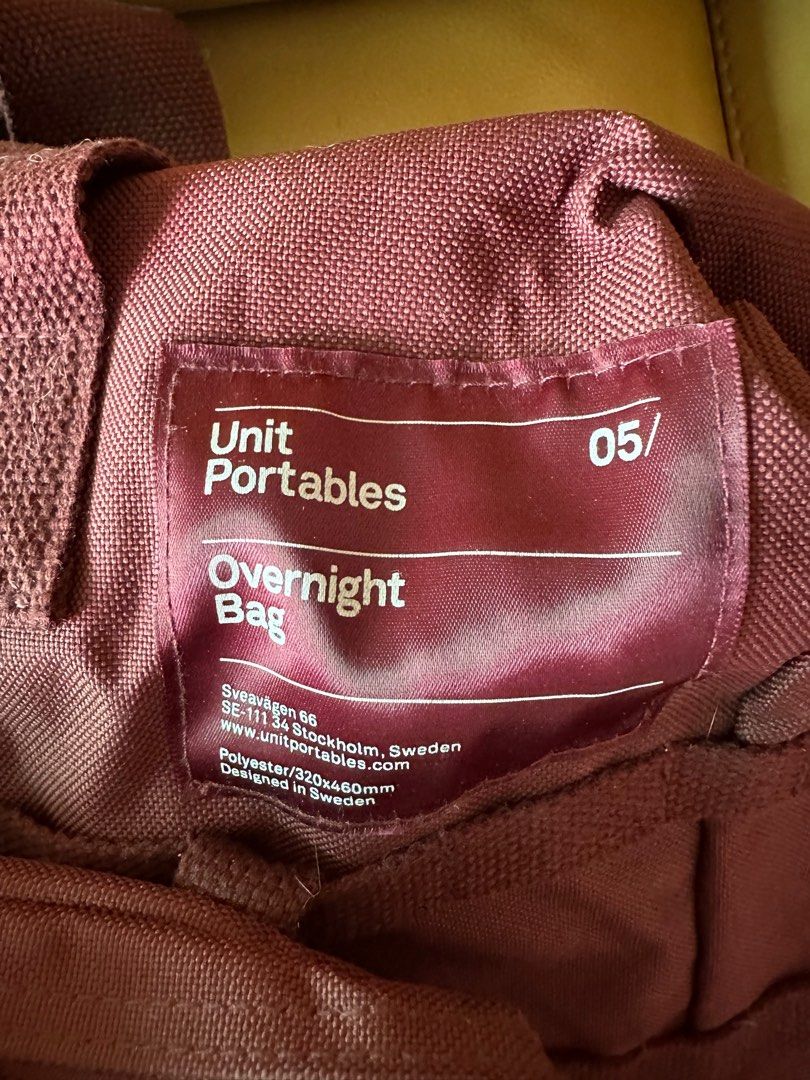 Unit
Portables
05/
Overnight
Bag
Sveavägen 66
SE-111 34 Stockholm, Sweden
www.unitportables.com
Polyester/320x460mm
Designed in Sweden